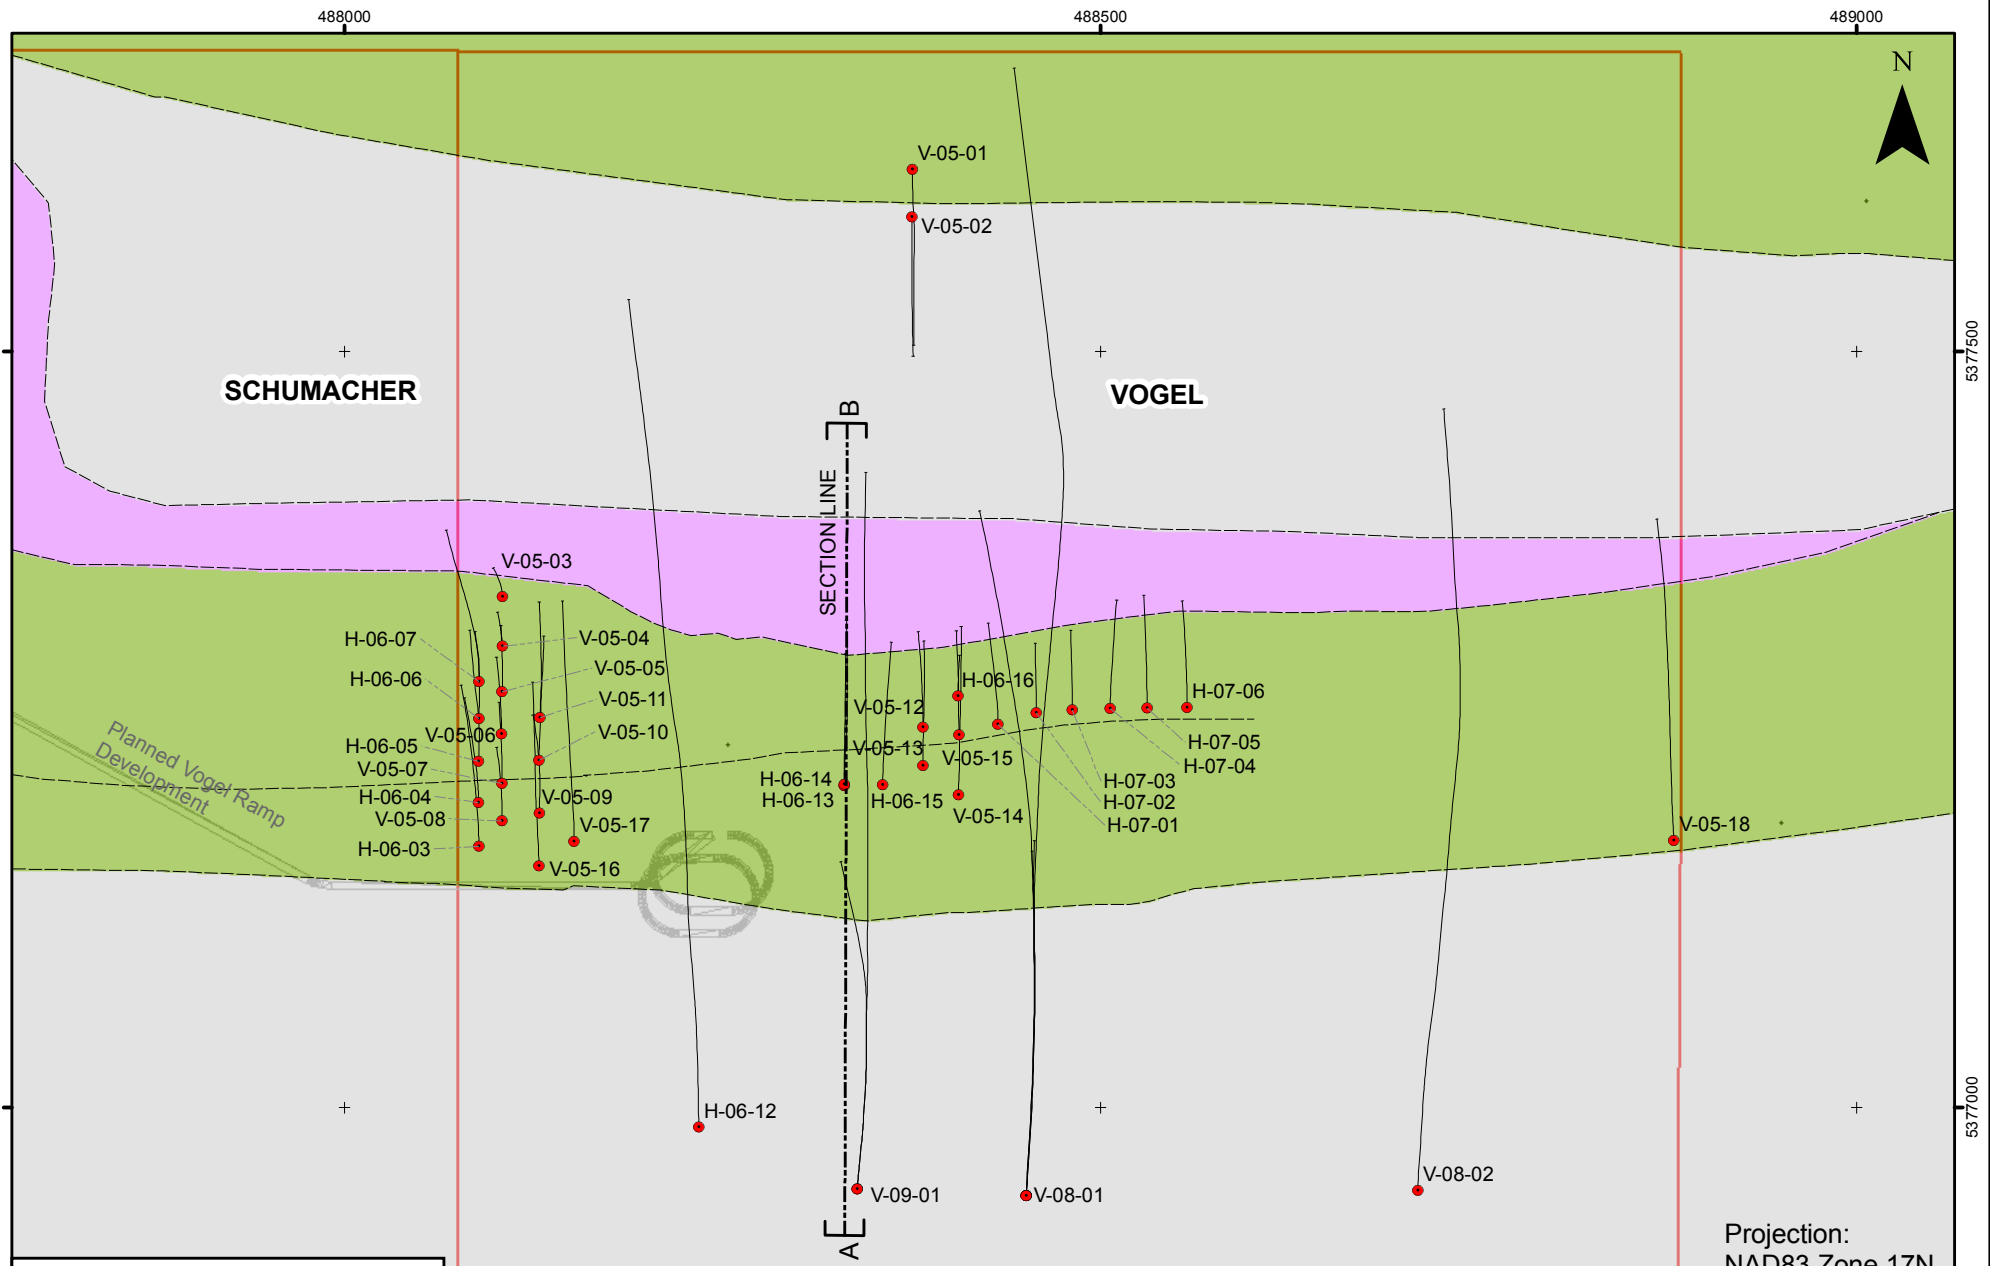 488000
488500
489000
N
V-05-01
V-05-02
5377500
SCHUMACHER
VOGEL
B
SECTION LINE
V-05-03
H-06-07
V-05-04
V-05-05
H-06-06
H-06-16
H-07-06
V-05-11
V-05-12
V-05-10
V-05-06
H-06-05
V-05-13
V-05-15
H-07-05
Planned Vogel Ramp
Development
V-05-07
H-07-04
H-06-14
H-07-03
H-06-04
V-05-09
H-06-13
H-06-15
H-07-02
V-05-08
V-05-17
V-05-14
H-07-01
V-05-18
H-06-03
V-05-16
H-06-12
5377000
V-08-02
V-09-01
V-08-01
A
Projection:
NAD83 Zone 17N